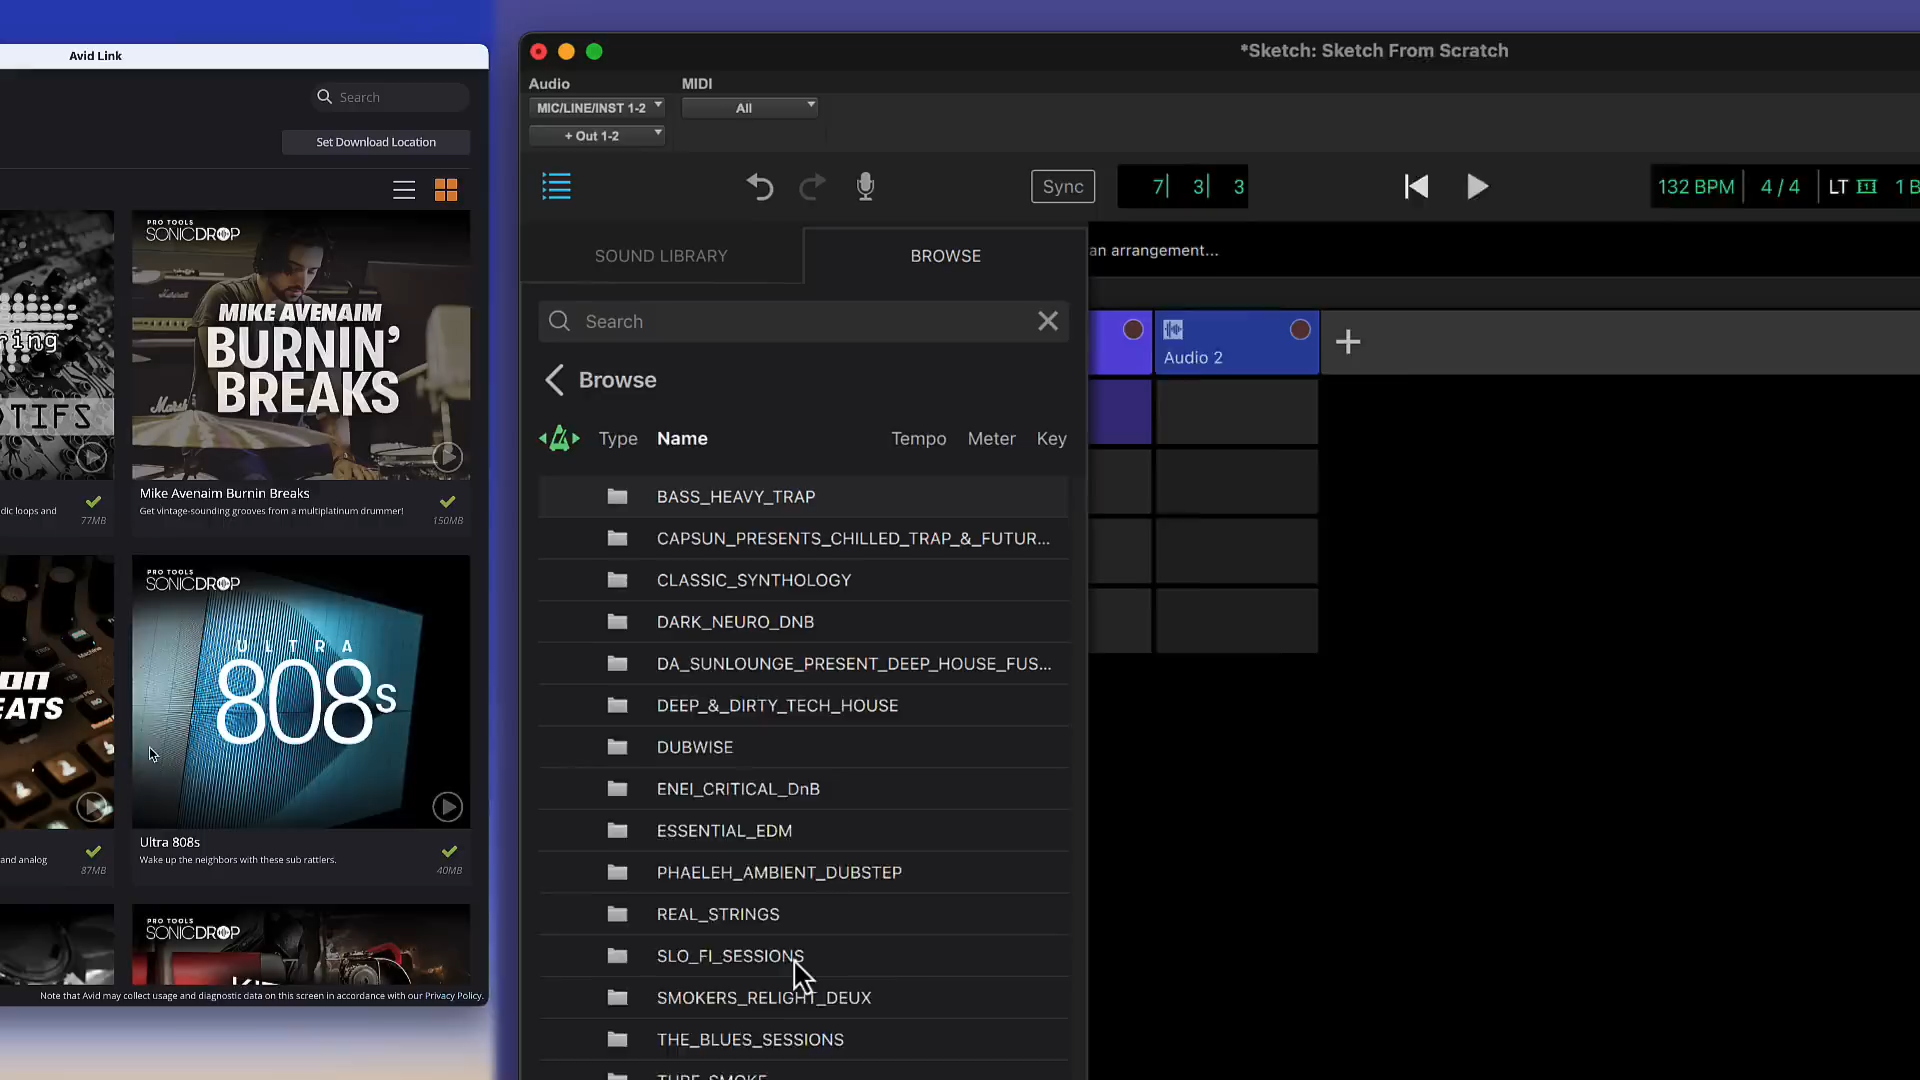 Avid Link
Search
Set Download Location
PRO TOOLS
SONICDROP
MIKE AVENAIM
BURNIN'
BREAKS
Mike Avenaim Burnin Breaks
Get vintage-sounding grooves from a multiplatinum drummer!
150MB
dic loops and
77MB
PRO TOOLS
SONICDROP
ULTRA
808s
Ultra 808s
Wake up the neighbors with these sub rattlers.
40MB
and analog
87MB
PRO TOOLS
SONICDROP
Note that Avid may collect usage and diagnostic data on this screen in accordance with our Privacy Policy.
*Sketch: Sketch From Scratch
Audio
MIDI
MIC/LINE/INST 1-2
All
+ Out 1-2
Sync
7| 3| 3
132 BPM
4 / 4
LT
1 B
SOUND LIBRARY
BROWSE
an arrangement...
Search
Audio 2
Browse
Type Name Tempo Meter Key
BASS_HEAVY_TRAP
CAPSUN_PRESENTS_CHILLED_TRAP_&_FUTUR...
CLASSIC_SYNTHOLOGY
DARK_NEURO_DNB
DA_SUNLOUNGE_PRESENT_DEEP_HOUSE_FUS...
DEEP_&_DIRTY_TECH_HOUSE
DUBWISE
ENEI_CRITICAL_DnB
ESSENTIAL_EDM
PHAELEH_AMBIENT_DUBSTEP
REAL_STRINGS
SLO_FI_SESSIONS
SMOKERS_RELIGHT_DEUX
THE_BLUES_SESSIONS